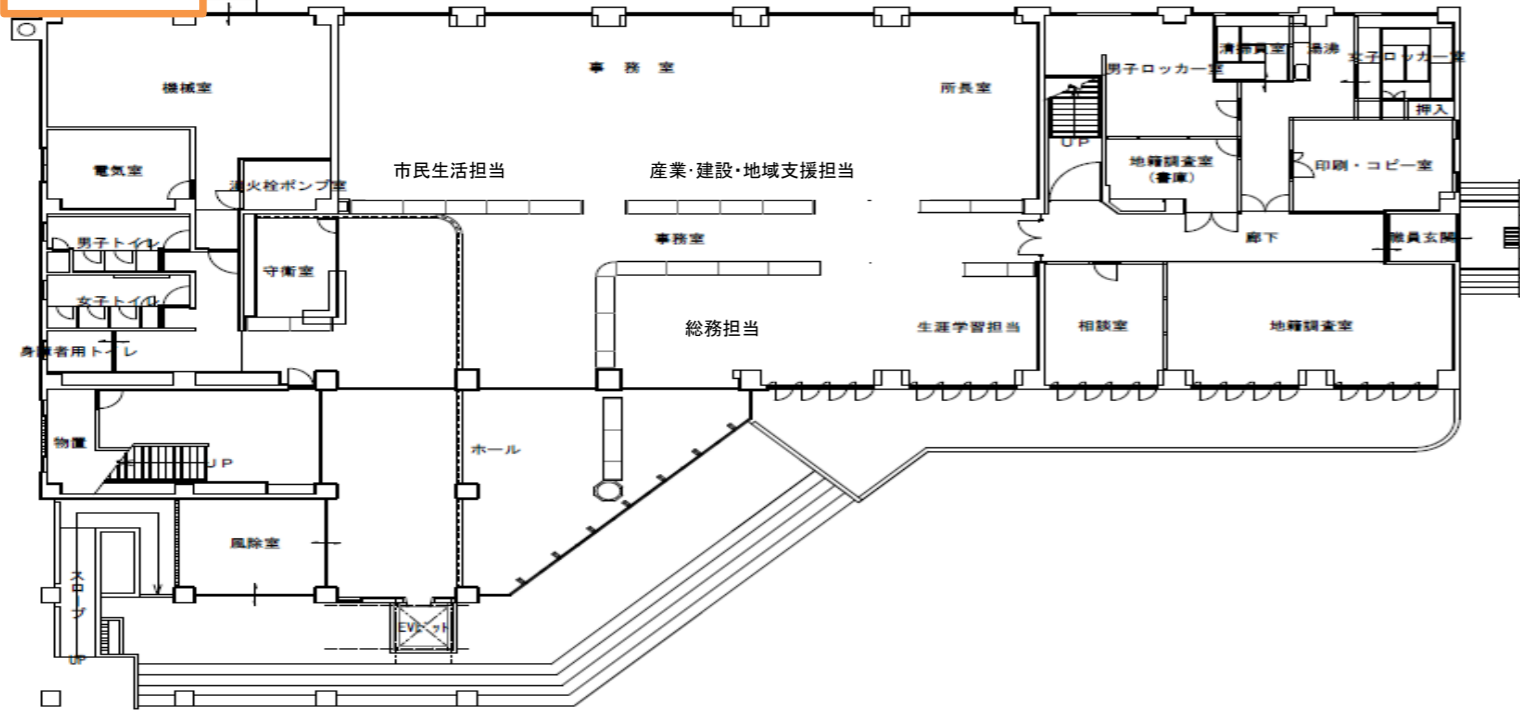 事 務 室
清掃員室
湯沸
女子ロッカー室
男子ロッカー室
機械室
所長室
押入
UP
電気室
市民生活担当
産業・建設・地域支援担当
地籍調査室
(書庫)
印刷・コピー室
消火栓ポンプ室
男子トイレ
事務室
廊下
職員玄関
守衛室
女子トイレ
総務担当
生涯学習担当
相談室
地籍調査室
身障者用トイレ
物置
UP
ホール
風除室
スロープ
EVピット
UP